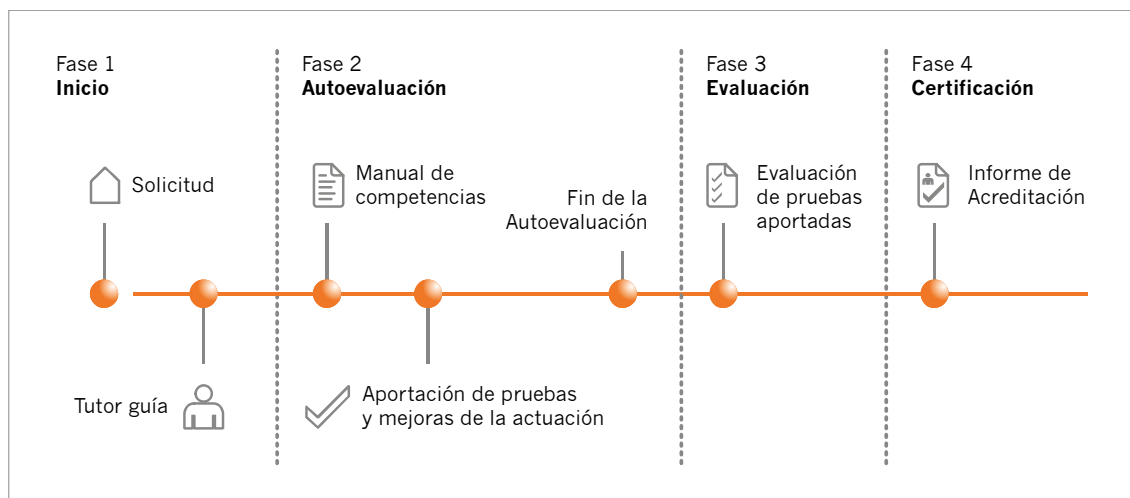 Fase 1
Inicio
Fase 2
Autoevaluación
Fase 3
Evaluación
Fase 4
Certificación
Solicitud
Manual de
competencias
Fin de la
Autoevaluación
Evaluación
de pruebas
aportadas
Informe de
Acreditación
Tutor guía
Aportación de pruebas
y mejoras de la actuación